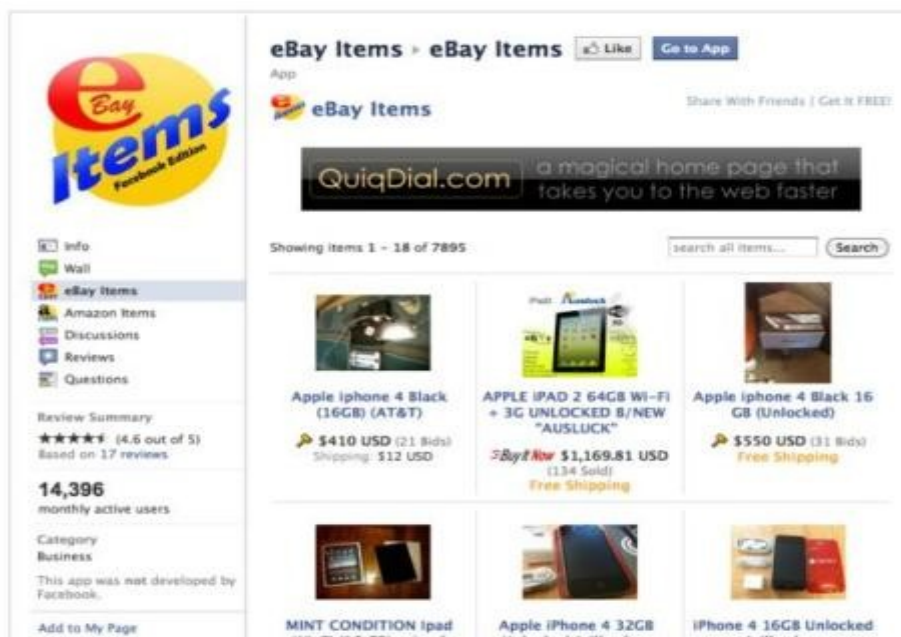 e
Bay
Items
Facebook Edition
Info
Wall
eBay Items
Amazon Items
Discussions
Reviews
Questions
Review Summary
(4.6 out of 5)
Based on 17 reviews
14,396
monthly active users
Category
Business
This app was not developed by
Facebook.
Add to My Page
eBay Items ▸ eBay Items Like Go to App
App
eBay Items
Share With Friends | Get It FREE!
QuiqDial.com a magical home page that
takes you to the web faster
Showing items 1 - 18 of 7895 search all items... Search
Apple iphone 4 Black
(16GB) (AT&T)
$410 USD (21 Bids)
Shipping: $12 USD
APPLE iPAD 2 64GB Wi-Fi
+ 3G UNLOCKED B/NEW
"AUSLUCK"
Buy It Now $1,169.81 USD
(134 Sold)
Free Shipping
Apple iphone 4 Black 16
GB (Unlocked)
$550 USD (31 Bids)
Free Shipping
MINT CONDITION Ipad
Apple iPhone 4 32GB
iPhone 4 16GB Unlocked